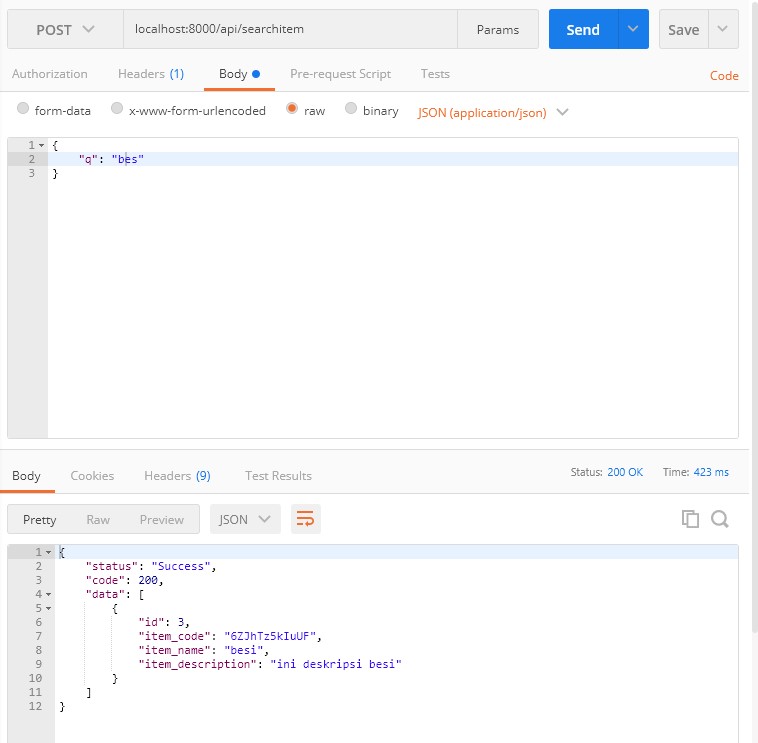 POST localhost:8000/api/searchitem Params Send Save
Authorization Headers (1) Body Pre-request Script Tests Code
form-data x-www-form-urlencoded raw binary JSON (application/json)
1 {
2 "q": "bes"
3 }
Body Cookies Headers (9) Test Results Status: 200 OK Time: 423 ms
Pretty Raw Preview JSON
1 {
2 "status": "Success",
3 "code": 200,
4 "data": [
5 {
6 "id": 3,
7 "item_code": "6ZJhTz5kIuUF",
8 "item_name": "besi",
9 "item_description": "ini deskripsi besi"
10 }
11 ]
12 }